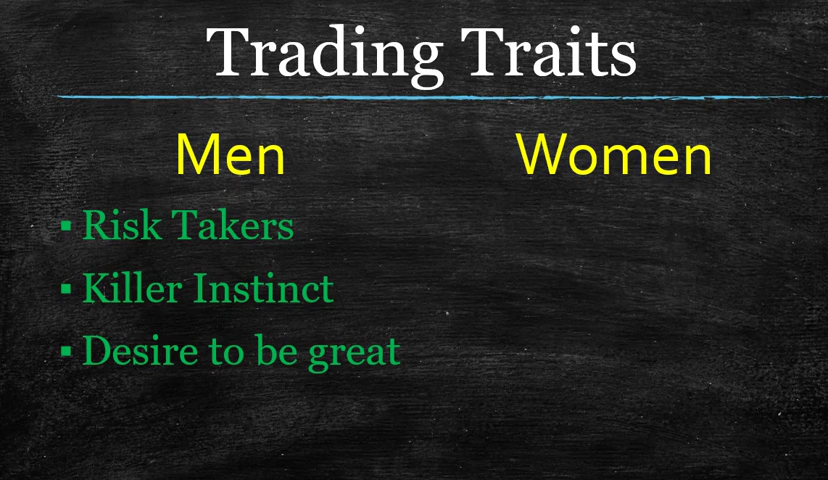 Trading Traits
Men
Women
▪ Risk Takers
▪ Killer Instinct
▪ Desire to be great